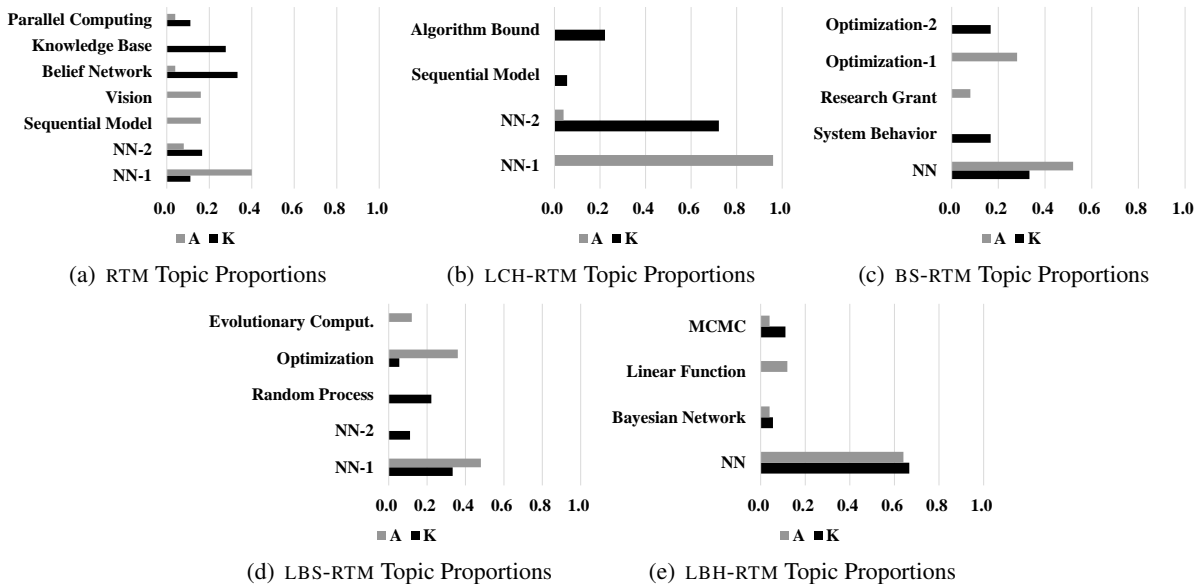 Parallel Computing
Knowledge Base
Belief Network
Vision
Sequential Model
NN-2
NN-1
0.0 0.2 0.4 0.6 0.8 1.0
A K
(a) RTM Topic Proportions
Algorithm Bound
Sequential Model
NN-2
NN-1
0.0 0.2 0.4 0.6 0.8 1.0
A K
(b) LCH-RTM Topic Proportions
Optimization-2
Optimization-1
Research Grant
System Behavior
NN
0.0 0.2 0.4 0.6 0.8 1.0
A K
(c) BS-RTM Topic Proportions
Evolutionary Comput.
Optimization
Random Process
NN-2
NN-1
0.0 0.2 0.4 0.6 0.8 1.0
A K
(d) LBS-RTM Topic Proportions
MCMC
Linear Function
Bayesian Network
NN
0.0 0.2 0.4 0.6 0.8 1.0
A K
(e) LBH-RTM Topic Proportions